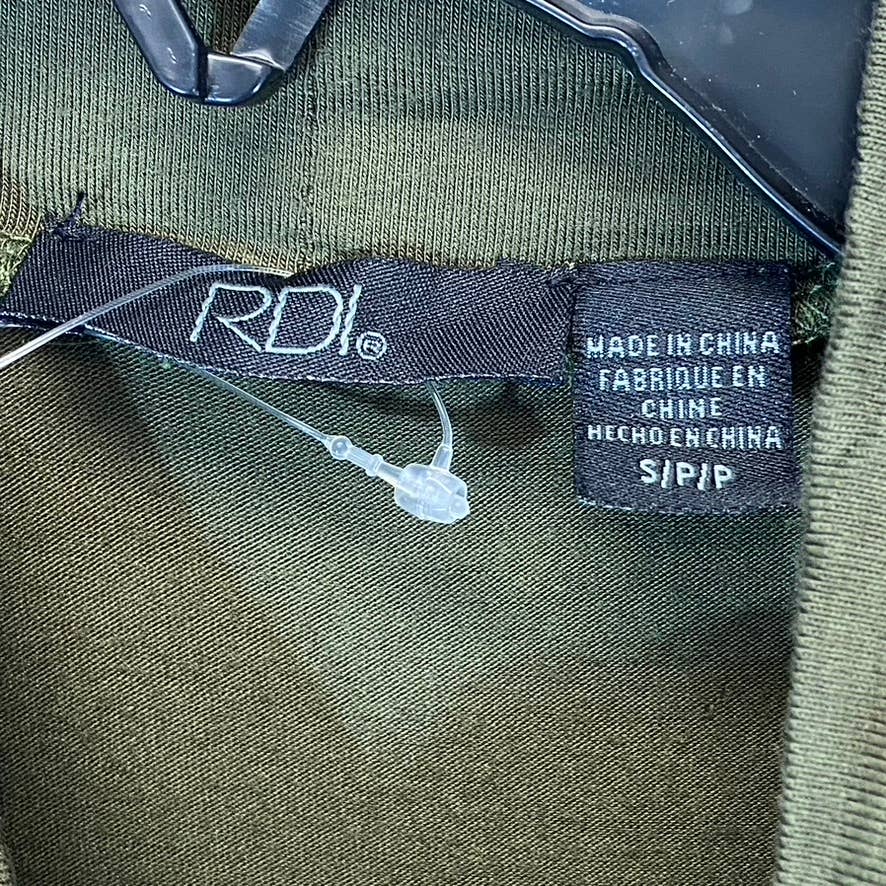 RDI®
MADE IN CHINA
FABRIQUE EN
CHINE
HECHO EN CHINA
S/P/P